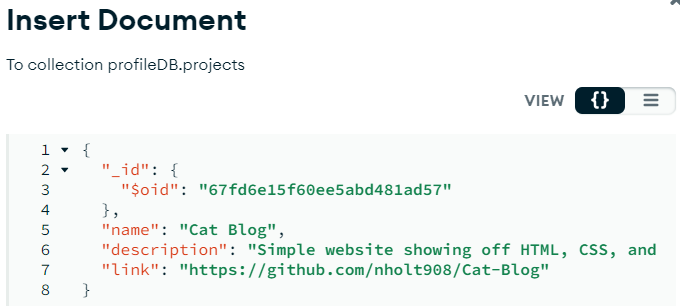 Insert Document
To collection profileDB.projects
VIEW {}
1 {
2 "_id": {
3 "$oid": "67fd6e15f60ee5abd481ad57"
4 },
5 "name": "Cat Blog",
6 "description": "Simple website showing off HTML, CSS, and
7 "link": "https://github.com/nholt908/Cat-Blog"
8 }